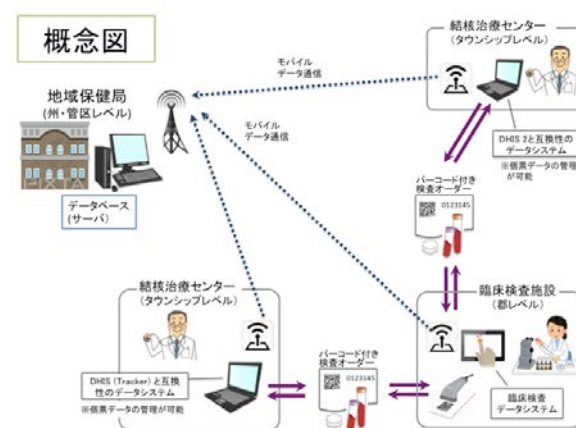 概念図
地域保健局
(州・管区レベル)
データベース
(サーバ)
モバイル
データ通信
モバイル
データ通信
結核治療センター
(タウンシップレベル)
DHIS 2と互換性の
データシステム
※個票データの管理
が可能
バーコード付き
検査オーダー
0123145
結核治療センター
(タウンシップレベル)
DHIS (Tracker) と互換
性のデータシステム
※個票データの管理が可能
バーコード付き
検査オーダー
0123145
臨床検査施設
(郡レベル)
臨床検査
データシステム